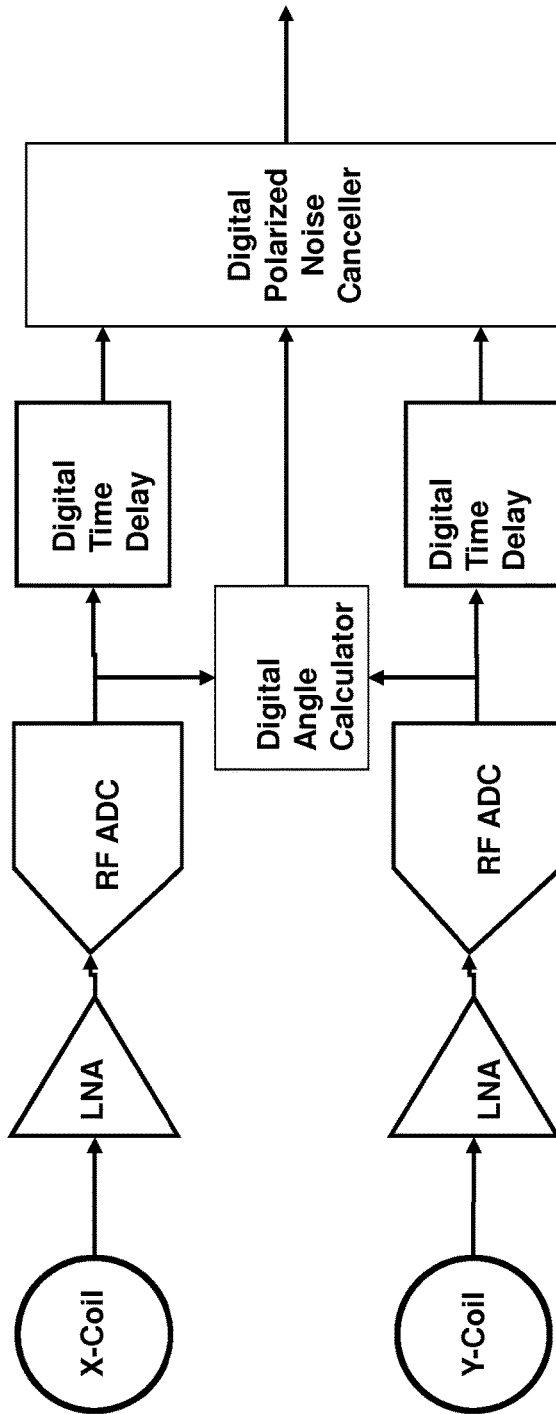 X-Coil
LNA
RF ADC
Digital
Time
Delay
Digital
Angle
Calculator
Digital
Polarized
Noise
Canceller
Y-Coil
LNA
RF ADC
Digital
Time
Delay